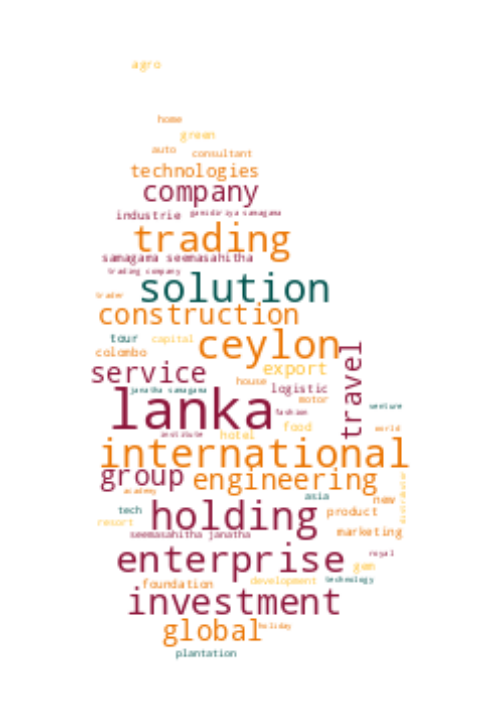 agro
home
green
auto consultant
technologies
company
industrie gamidiriya samagama
trading
samagama seemasahitha
trading company
solution
trader
construction
tour capital ceylon
colombo
export
service
travel
house logistic
janatha samagama
motor
lanka
fashion venture
food
institute hotel world
international
group engineering
academy
distributor
asia new
tech holding product
resort
seemasahitha janatha marketing
enterprise royal
gem
foundation development technology
investment
global holiday
plantation